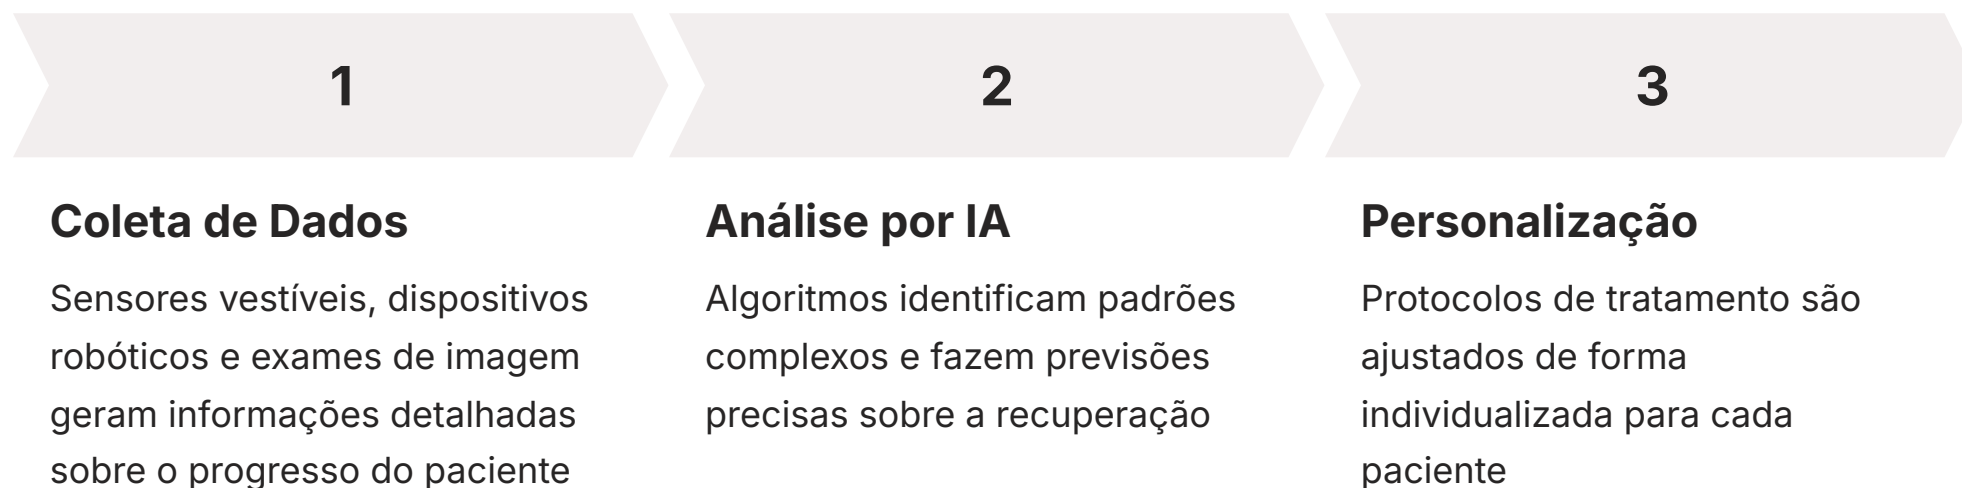 1
Coleta de Dados
Sensores vestíveis, dispositivos
robóticos e exames de imagem
geram informações detalhadas
sobre o progresso do paciente
2
Análise por IA
Algoritmos identificam padrões
complexos e fazem previsões
precisas sobre a recuperação
3
Personalização
Protocolos de tratamento são
ajustados de forma
individualizada para cada
paciente